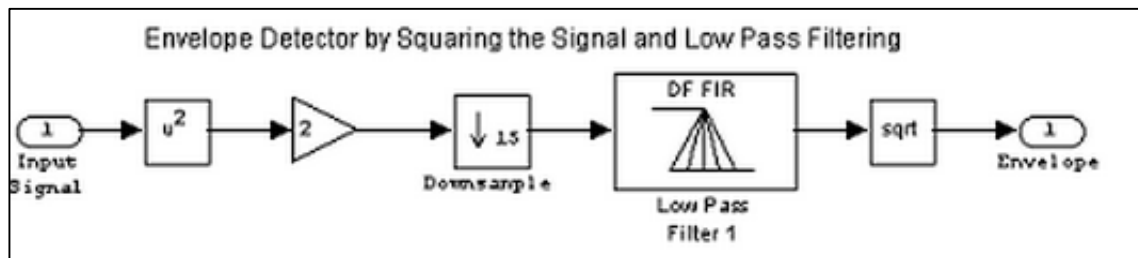 Envelope Detector by Squaring the Signal and Low Pass Filtering
1
Input
Signal
u²
2
↓ 15
Downsample
DF FIR
Low Pass
Filter 1
sqrt
1
Envelope